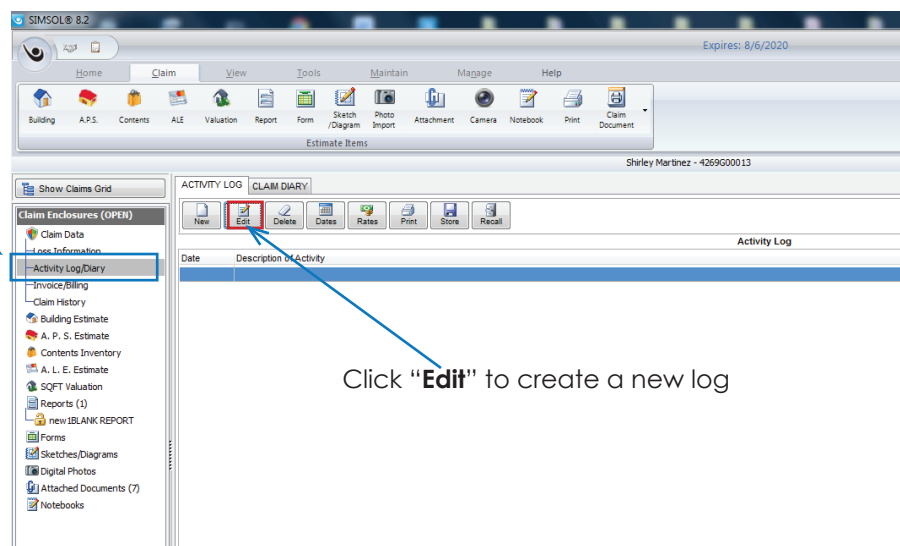 SIMSOL® 8.2
Expires: 8/6/2020
Home Claim View Tools Maintain Manage Help
Building A.P.S. Contents ALE Valuation Report Form Sketch /Diagram Photo Import Attachment Camera Notebook Print Claim Document
Estimate Items
Shirley Martinez - 4269G00013
Show Claims Grid
ACTIVITY LOG CLAIM DIARY
Claim Enclosures (OPEN)
New Edit Delete Dates Rates Print Store Recall
Claim Data
Activity Log
Loss Information
Date Description of Activity
Activity Log/Diary
Invoice/Billing
Claim History
Building Estimate
A. P. S. Estimate
Contents Inventory
A. L. E. Estimate
Click “Edit” to create a new log
SQFT Valuation
Reports (1)
new1BLANK REPORT
Forms
Sketches/Diagrams
Digital Photos
Attached Documents (7)
Notebooks